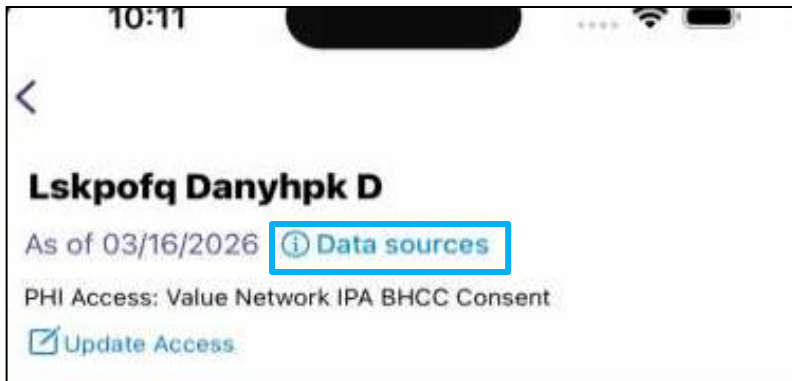 10:11
Lskpofq Danyhpk D
As of 03/16/2026 Data sources
PHI Access: Value Network IPA BHCC Consent
Update Access